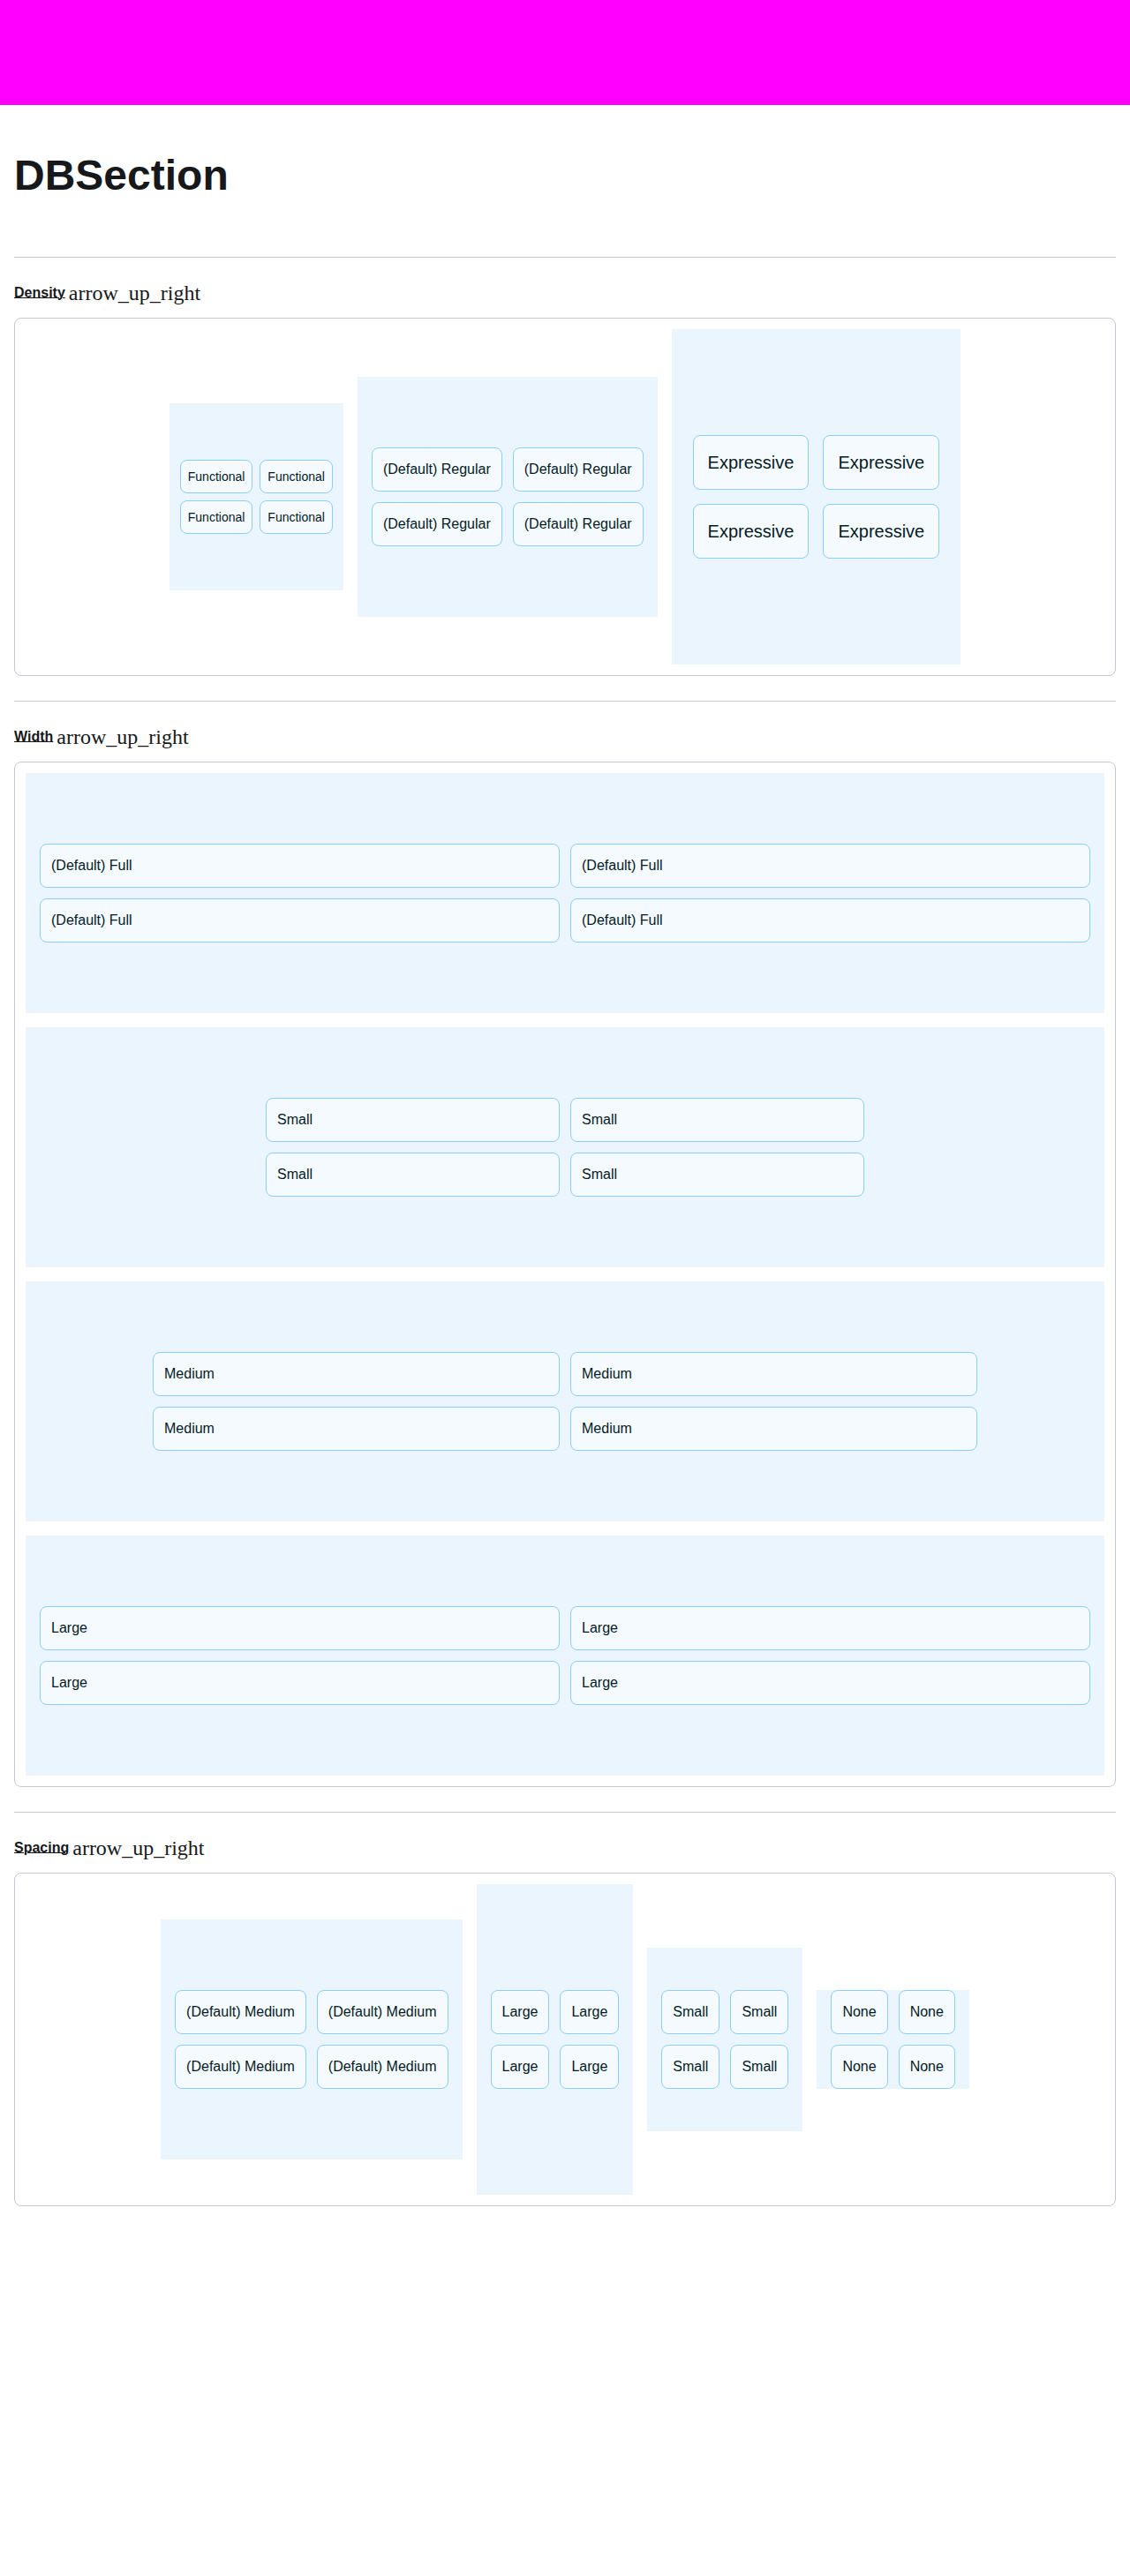 DBSection
Density arrow_up_right
Functional Functional
Functional Functional
(Default) Regular (Default) Regular
(Default) Regular (Default) Regular
Expressive Expressive
Expressive Expressive
Width arrow_up_right
(Default) Full (Default) Full
(Default) Full (Default) Full
Small Small
Small Small
Medium Medium
Medium Medium
Large Large
Large Large
Spacing arrow_up_right
(Default) Medium (Default) Medium
(Default) Medium (Default) Medium
Large Large
Large Large
Small Small
Small Small
None None
None None